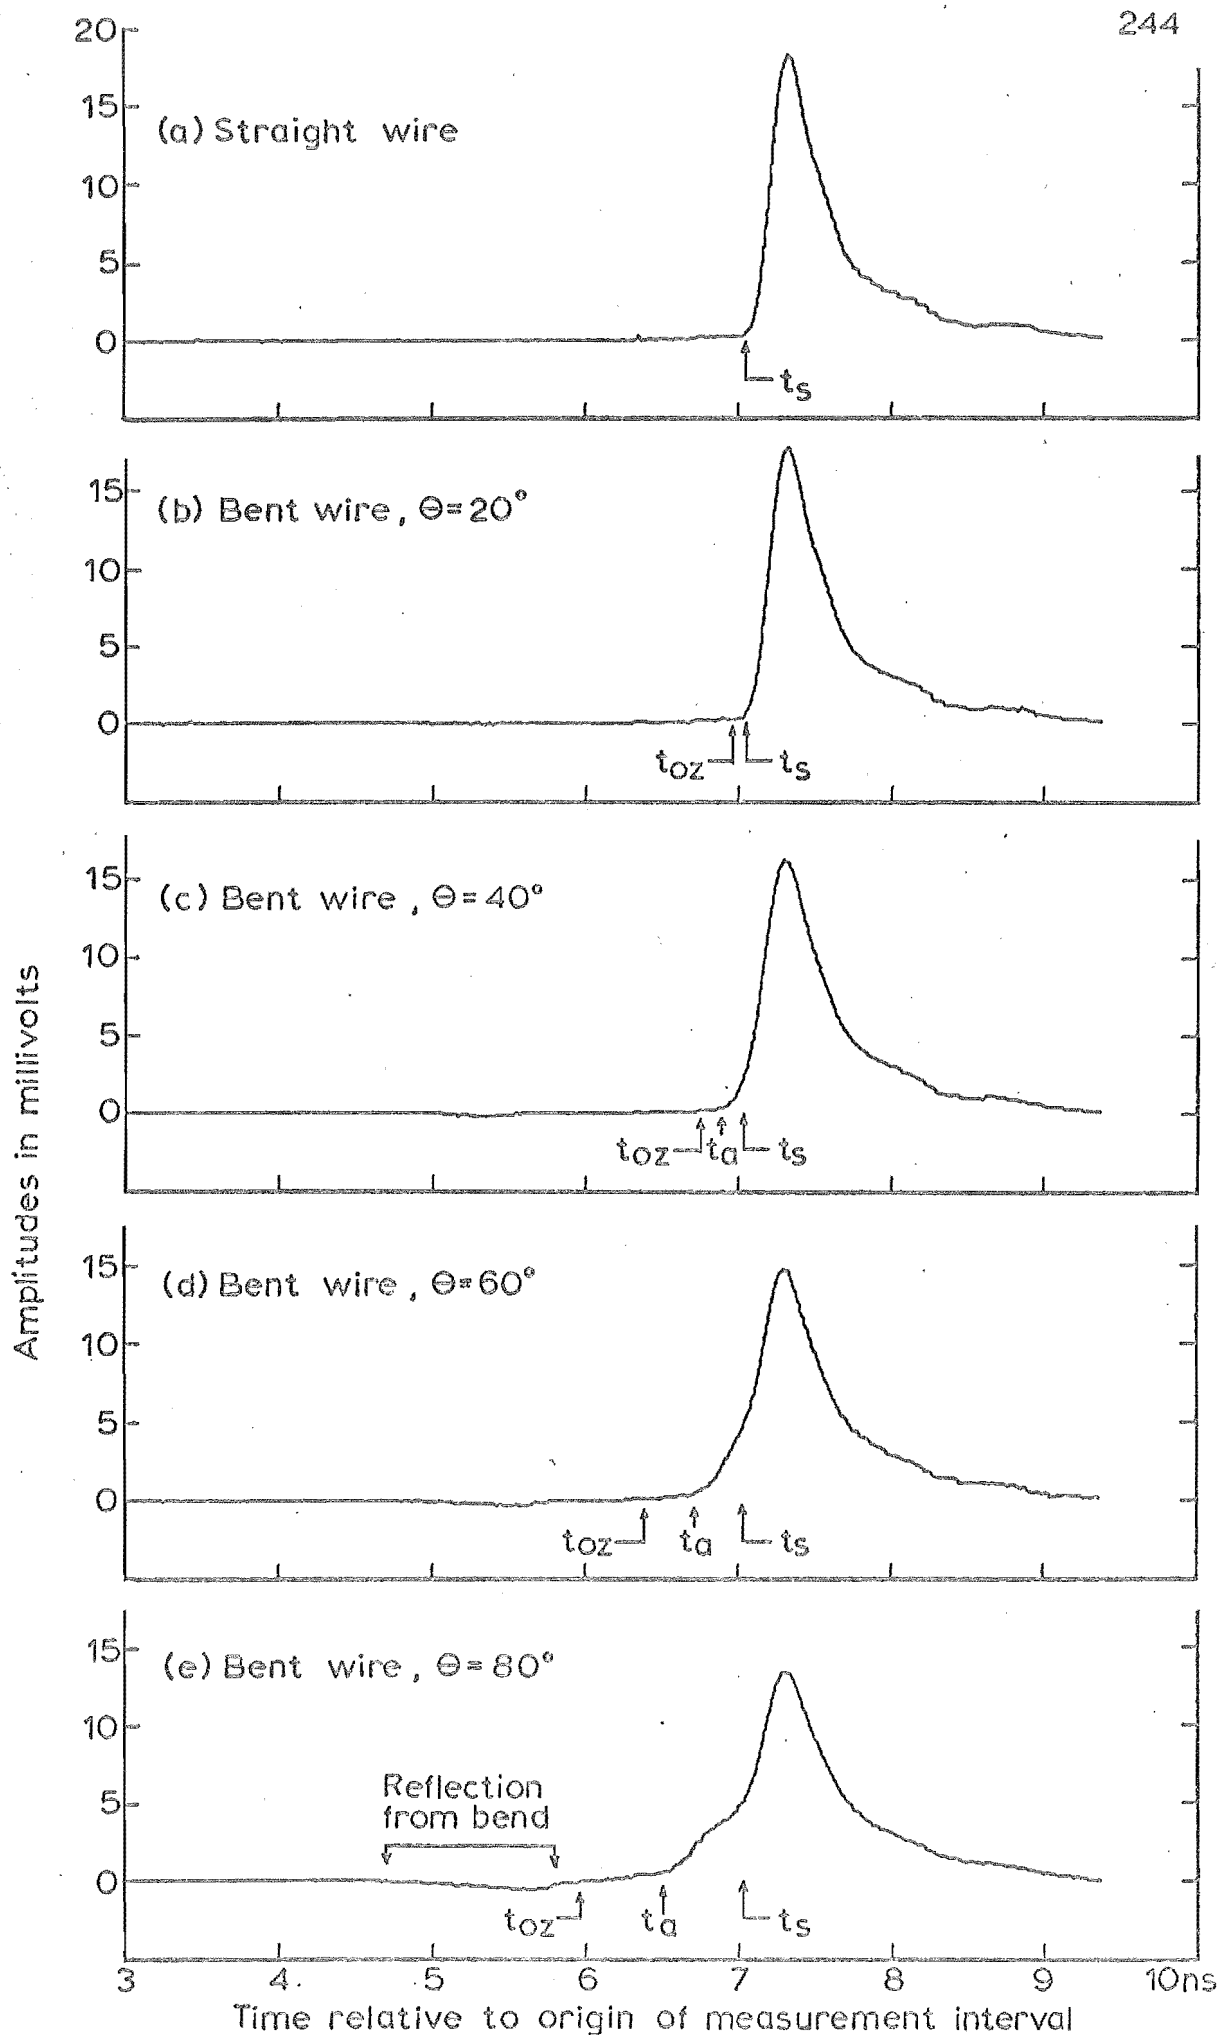 244
20
15
10
5
0
(a) Straight wire
ts
15
10
5
0
(b) Bent wire, Θ=20°
toz ts
15
10
5
0
(c) Bent wire, Θ=40°
toz ta ts
15
10
5
0
(d) Bent wire, Θ=60°
toz ta ts
15
10
5
0
(e) Bent wire, Θ=80°
Reflection
from bend
toz ta ts
Amplitudes in millivolts
3 4 5 6 7 8 9 10ns
Time relative to origin of measurement interval